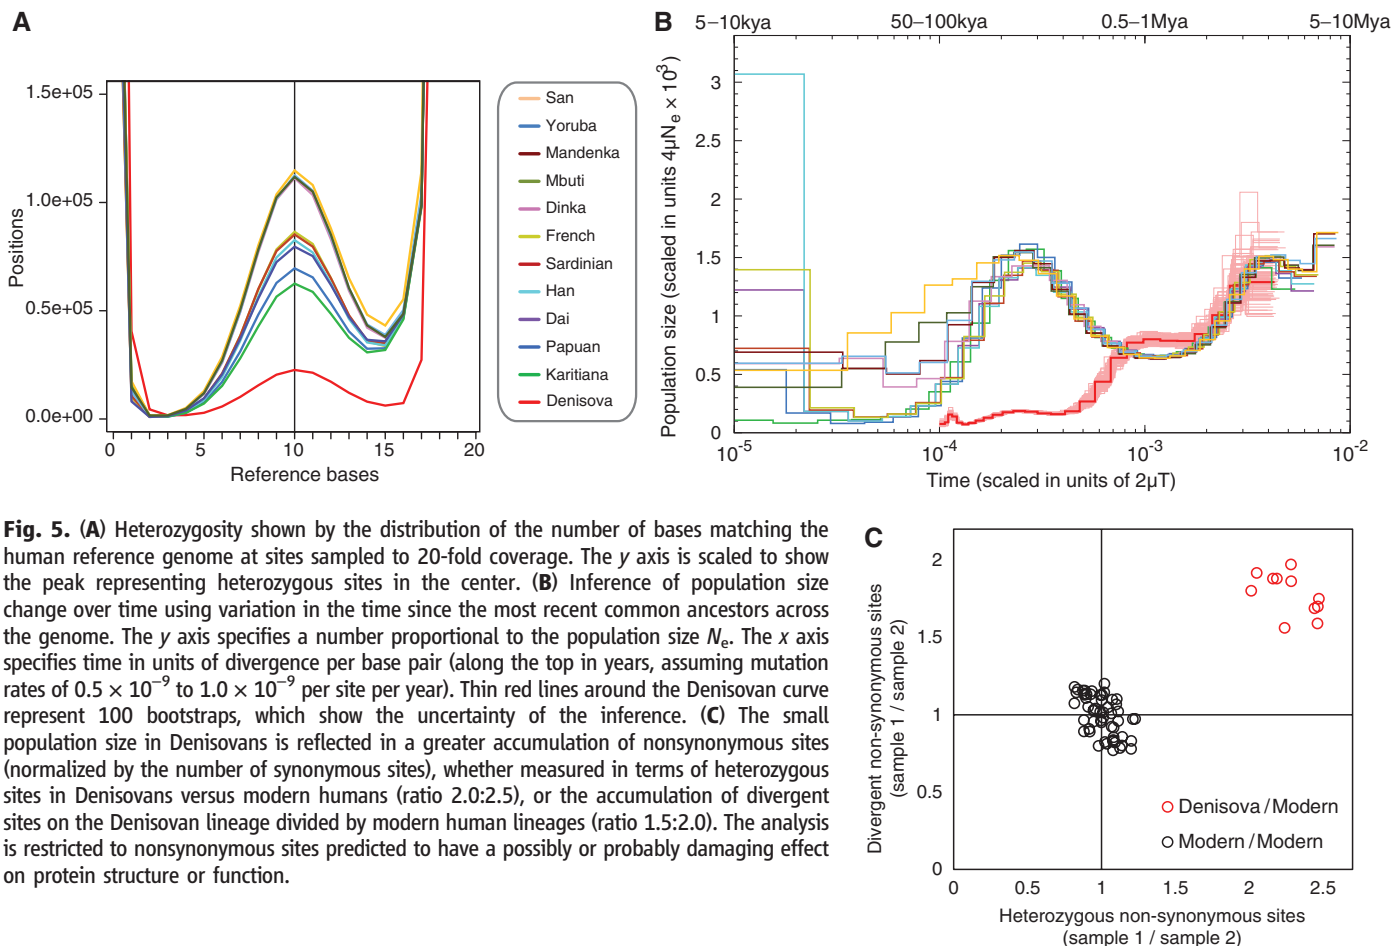 A
1.5e+05
1.0e+05
0.5e+05
0.0e+00
Positions
0 5 10 15 20
Reference bases
San
Yoruba
Mandenka
Mbuti
Dinka
French
Sardinian
Han
Dai
Papuan
Karitiana
Denisova
B
5–10kya 50–100kya 0.5–1Mya 5–10Mya
3
2.5
2
1.5
1
0.5
0
Population size (scaled in units 4μNe × 10³)
10⁻⁵ 10⁻⁴ 10⁻³ 10⁻²
Time (scaled in units of 2μT)
Fig. 5. (A) Heterozygosity shown by the distribution of the number of bases matching the
human reference genome at sites sampled to 20-fold coverage. The y axis is scaled to show
the peak representing heterozygous sites in the center. (B) Inference of population size
change over time using variation in the time since the most recent common ancestors across
the genome. The y axis specifies a number proportional to the population size Ne. The x axis
specifies time in units of divergence per base pair (along the top in years, assuming mutation
rates of 0.5 × 10⁻⁹ to 1.0 × 10⁻⁹ per site per year). Thin red lines around the Denisovan curve
represent 100 bootstraps, which show the uncertainty of the inference. (C) The small
population size in Denisovans is reflected in a greater accumulation of nonsynonymous sites
(normalized by the number of synonymous sites), whether measured in terms of heterozygous
sites in Denisovans versus modern humans (ratio 2.0:2.5), or the accumulation of divergent
sites on the Denisovan lineage divided by modern human lineages (ratio 1.5:2.0). The analysis
is restricted to nonsynonymous sites predicted to have a possibly or probably damaging effect
on protein structure or function.
C
2
1.5
1
0.5
0
Divergent non-synonymous sites
(sample 1 / sample 2)
Denisova / Modern
Modern / Modern
0 0.5 1 1.5 2 2.5
Heterozygous non-synonymous sites
(sample 1 / sample 2)